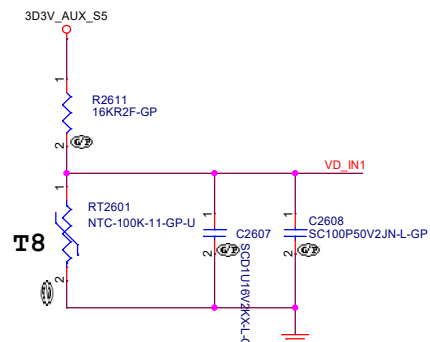 3D3V_AUX_S5
1
R2611
16KR2F-GP
2
VD_IN1
1
RT2601
NTC-100K-11-GP-U
T8
2
1
C2607
2
1
C2608
SC100P50V2JN-L-GP
2